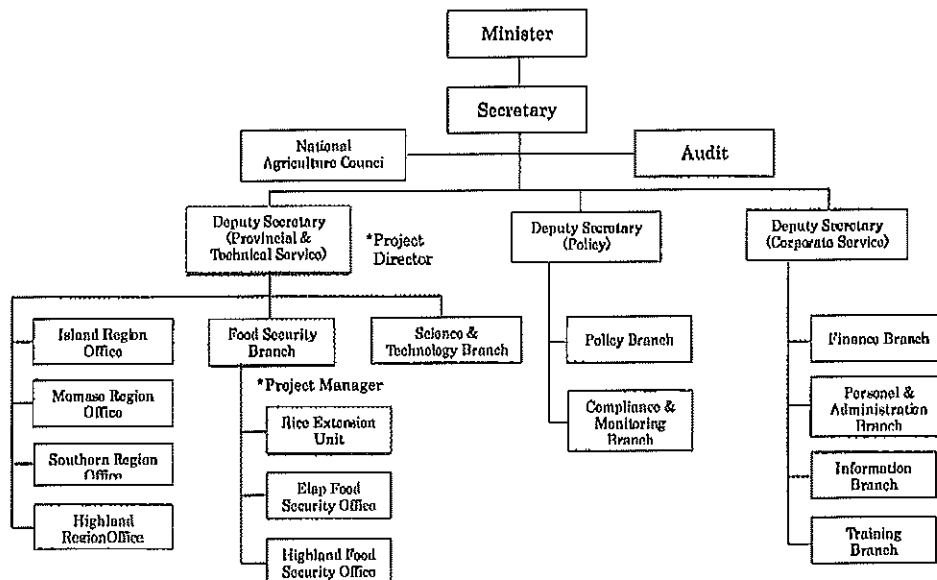 Minister
Secretary
National
Agriculture Counci
Audit
Deputy Secretary
(Provincial &
Technical Service)
*Project
Director
Deputy Secretary
(Policy)
Deputy Secretary
(Corporate Service)
Island Region
Office
Momase Region
Office
Southern Region
Office
Highland
Region Office
Food Security
Branch
*Project Manager
Rice Extension
Unit
Elap Food
Security Office
Highland Food
Security Office
Science &
Technology Branch
Policy Branch
Compliance &
Monitoring
Branch
Finance Branch
Personel &
Administration
Branch
Information
Branch
Training
Branch